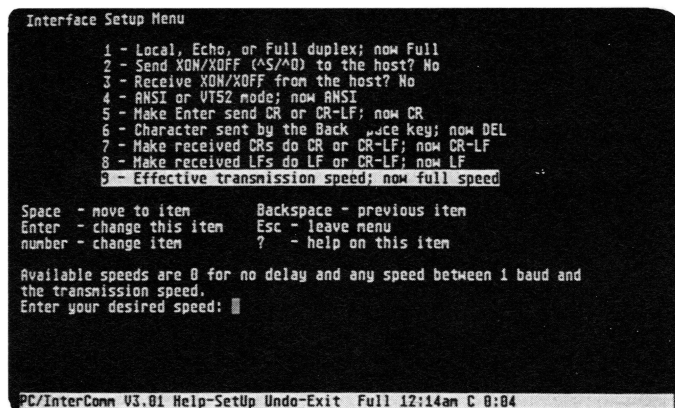 Interface Setup Menu
1 - Local, Echo, or Full duplex; now Full
2 - Send XON/XOFF (^S/^Q) to the host? No
3 - Receive XON/XOFF from the host? No
4 - ANSI or VT52 mode; now ANSI
5 - Make Enter send CR or CR-LF; now CR
6 - Character sent by the Back key; now DEL
7 - Make received CRs do CR or CR-LF; now CR-LF
8 - Make received LFs do LF or CR-LF; now LF
9 - Effective transmission speed; now full speed
Space - move to item Backspace - previous item
Enter - change this item Esc - leave menu
number - change item ? - help on this item
Available speeds are 0 for no delay and any speed between 1 baud and
the transmission speed.
Enter your desired speed:
PC/InterComm V3.01 Help-SetUp Undo-Exit Full 12:14am C 0:04